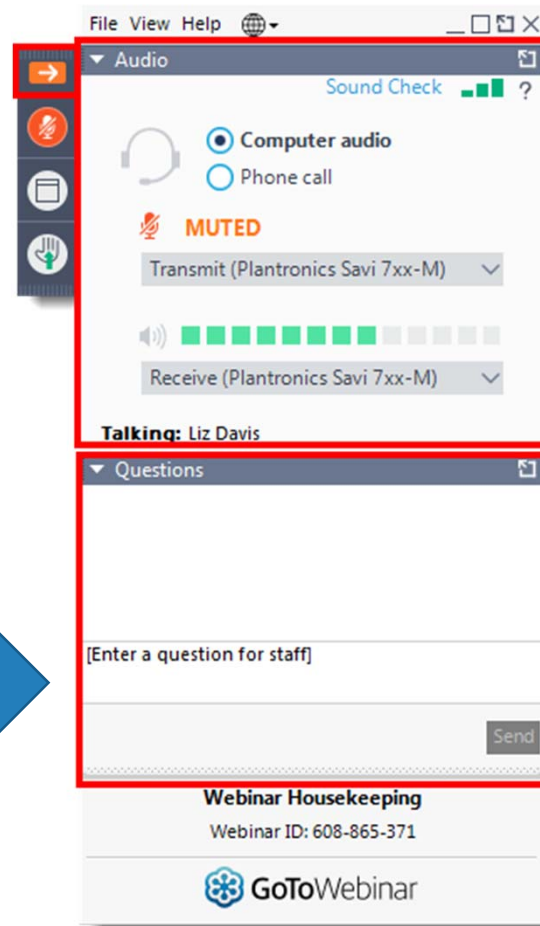 File View Help
Audio
Sound Check ?
Computer audio
Phone call
MUTED
Transmit (Plantronics Savi 7xx-M)
Receive (Plantronics Savi 7xx-M)
Talking: Liz Davis
Questions
[Enter a question for staff]
Send
Webinar Housekeeping
Webinar ID: 608-865-371
GoToWebinar